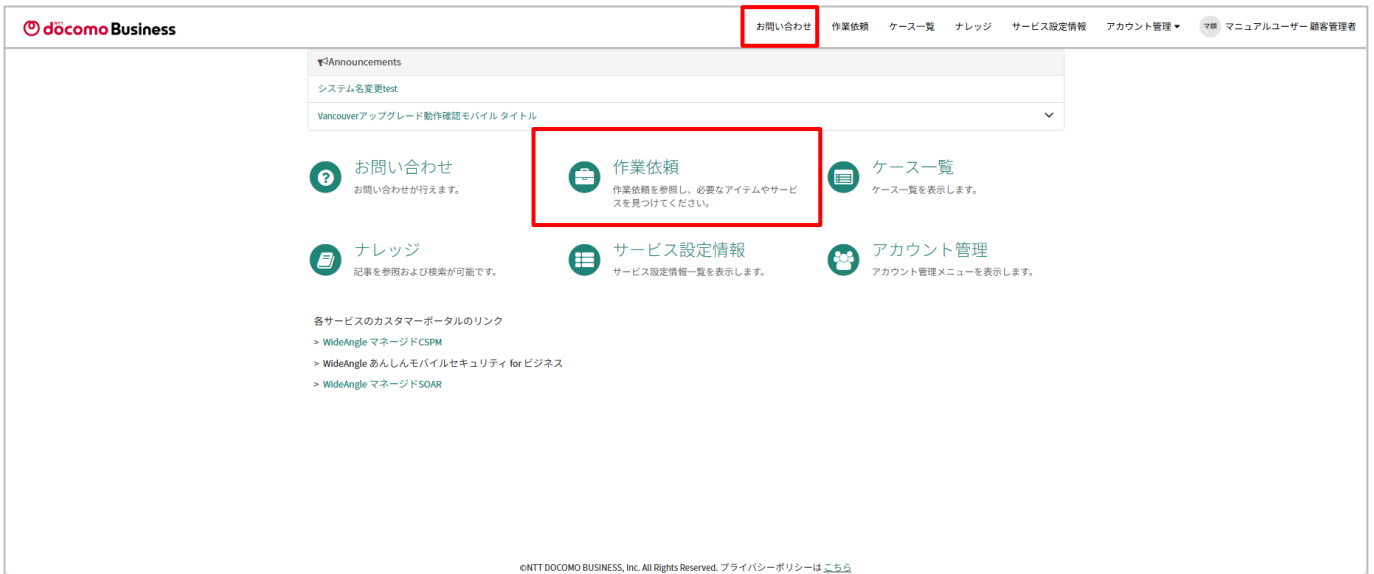 NTT docomo Business
お問い合わせ 作業依頼 ケース一覧 ナレッジ サービス設定情報 アカウント管理 マ顧 マニュアルユーザー 顧客管理者
Announcements
システム名変更test
Vancouverアップグレード動作確認モバイル タイトル
お問い合わせ
お問い合わせが行えます。
作業依頼
作業依頼を参照し、必要なアイテムやサービ
スを見つけてください。
ケース一覧
ケース一覧を表示します。
ナレッジ
記事を参照および検索が可能です。
サービス設定情報
サービス設定情報一覧を表示します。
アカウント管理
アカウント管理メニューを表示します。
各サービスのカスタマーポータルのリンク
> WideAngle マネージドCSPM
> WideAngle あんしんモバイルセキュリティ for ビジネス
> WideAngle マネージドSOAR
©NTT DOCOMO BUSINESS, Inc. All Rights Reserved. プライバシーポリシーは こちら